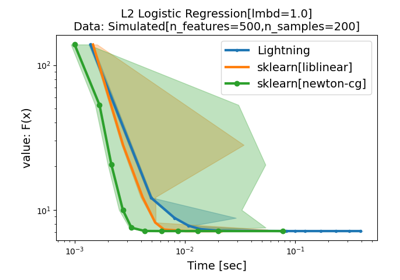 L2 Logistic Regression[lmbd=1.0]
Data: Simulated[n_features=500,n_samples=200]
Lightning
sklearn[liblinear]
sklearn[newton-cg]
value: F(x)
10²
10¹
10⁻³ 10⁻² 10⁻¹
Time [sec]